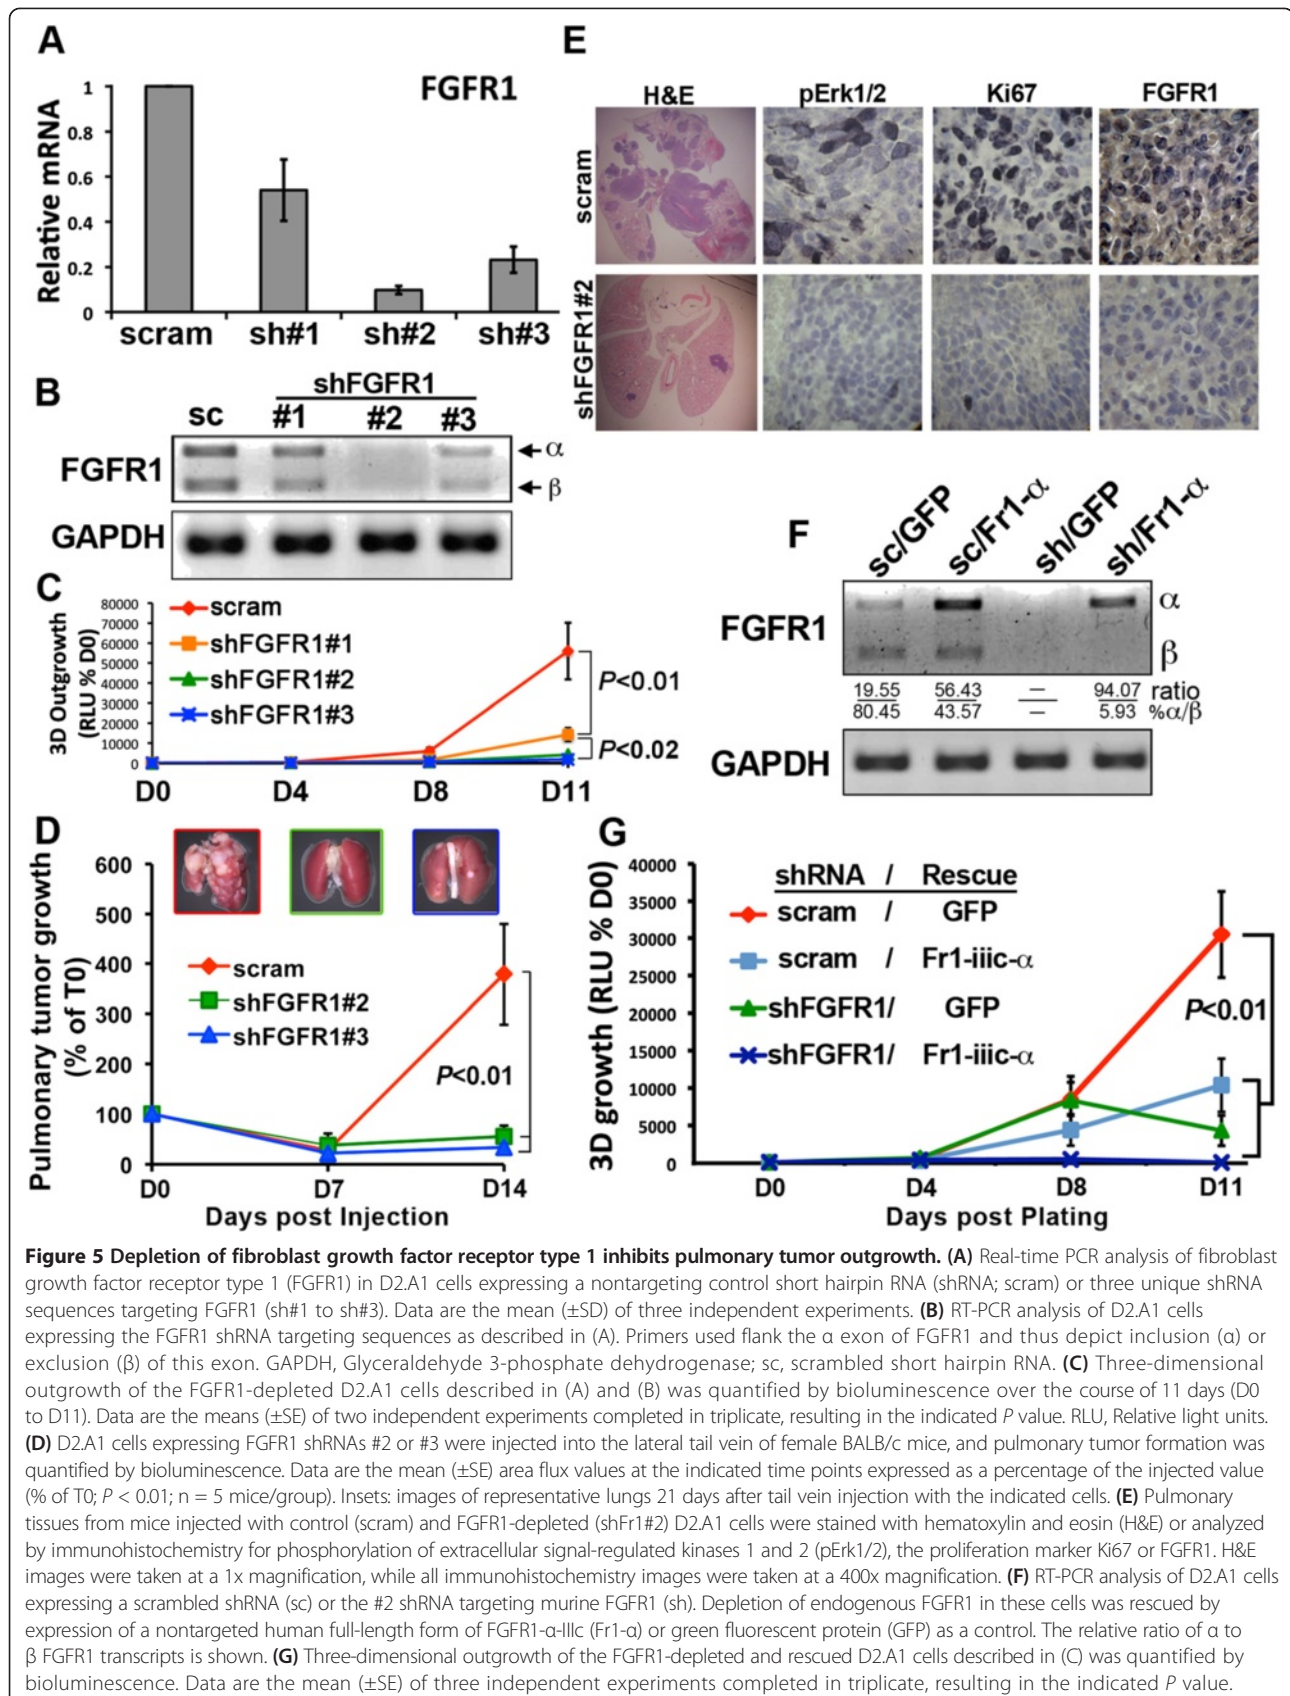 A
FGFR1
Relative mRNA
1
0.8
0.6
0.4
0.2
0
scram sh#1 sh#2 sh#3
B
shFGFR1
sc #1 #2 #3
FGFR1
α
β
GAPDH
C
3D Outgrowth
(RLU % D0)
80000
70000
60000
50000
40000
30000
20000
10000
0
scram
shFGFR1#1
shFGFR1#2
shFGFR1#3
P<0.01
P<0.02
D0 D4 D8 D11
D
Pulmonary tumor growth
(% of T0)
600
500
400
300
200
100
0
scram
shFGFR1#2
shFGFR1#3
P<0.01
D0 D7 D14
Days post Injection
E
H&E pErk1/2 Ki67 FGFR1
scram
shFGFR1#2
F
sc/GFP sc/Fr1-α sh/GFP sh/Fr1-α
FGFR1
α
β
19.55 56.43 — 94.07 ratio
80.45 43.57 — 5.93 %α/β
GAPDH
G
3D growth (RLU % D0)
40000
35000
30000
25000
20000
15000
10000
5000
0
shRNA / Rescue
scram / GFP
scram / Fr1-iiic-α
shFGFR1/ GFP
shFGFR1/ Fr1-iiic-α
P<0.01
D0 D4 D8 D11
Days post Plating
Figure 5 Depletion of fibroblast growth factor receptor type 1 inhibits pulmonary tumor outgrowth. (A) Real-time PCR analysis of fibroblast
growth factor receptor type 1 (FGFR1) in D2.A1 cells expressing a nontargeting control short hairpin RNA (shRNA; scram) or three unique shRNA
sequences targeting FGFR1 (sh#1 to sh#3). Data are the mean (±SD) of three independent experiments. (B) RT-PCR analysis of D2.A1 cells
expressing the FGFR1 shRNA targeting sequences as described in (A). Primers used flank the α exon of FGFR1 and thus depict inclusion (α) or
exclusion (β) of this exon. GAPDH, Glyceraldehyde 3-phosphate dehydrogenase; sc, scrambled short hairpin RNA. (C) Three-dimensional
outgrowth of the FGFR1-depleted D2.A1 cells described in (A) and (B) was quantified by bioluminescence over the course of 11 days (D0
to D11). Data are the means (±SE) of two independent experiments completed in triplicate, resulting in the indicated P value. RLU, Relative light units.
(D) D2.A1 cells expressing FGFR1 shRNAs #2 or #3 were injected into the lateral tail vein of female BALB/c mice, and pulmonary tumor formation was
quantified by bioluminescence. Data are the mean (±SE) area flux values at the indicated time points expressed as a percentage of the injected value
(% of T0; P < 0.01; n = 5 mice/group). Insets: images of representative lungs 21 days after tail vein injection with the indicated cells. (E) Pulmonary
tissues from mice injected with control (scram) and FGFR1-depleted (shFr1#2) D2.A1 cells were stained with hematoxylin and eosin (H&E) or analyzed
by immunohistochemistry for phosphorylation of extracellular signal-regulated kinases 1 and 2 (pErk1/2), the proliferation marker Ki67 or FGFR1. H&E
images were taken at a 1x magnification, while all immunohistochemistry images were taken at a 400x magnification. (F) RT-PCR analysis of D2.A1 cells
expressing a scrambled shRNA (sc) or the #2 shRNA targeting murine FGFR1 (sh). Depletion of endogenous FGFR1 in these cells was rescued by
expression of a nontargeted human full-length form of FGFR1-α-IIIc (Fr1-α) or green fluorescent protein (GFP) as a control. The relative ratio of α to
β FGFR1 transcripts is shown. (G) Three-dimensional outgrowth of the FGFR1-depleted and rescued D2.A1 cells described in (C) was quantified by
bioluminescence. Data are the mean (±SE) of three independent experiments completed in triplicate, resulting in the indicated P value.